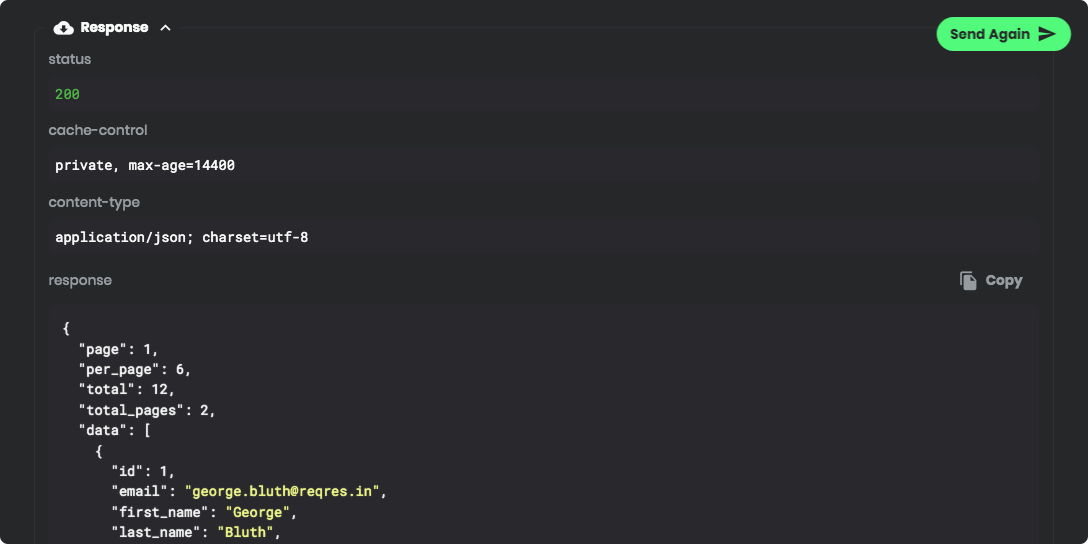 Response
Send Again
status
200
cache-control
private, max-age=14400
content-type
application/json; charset=utf-8
response
Copy
{
"page": 1,
"per_page": 6,
"total": 12,
"total_pages": 2,
"data": [
{
"id": 1,
"email": "george.bluth@reqres.in",
"first_name": "George",
"last_name": "Bluth",